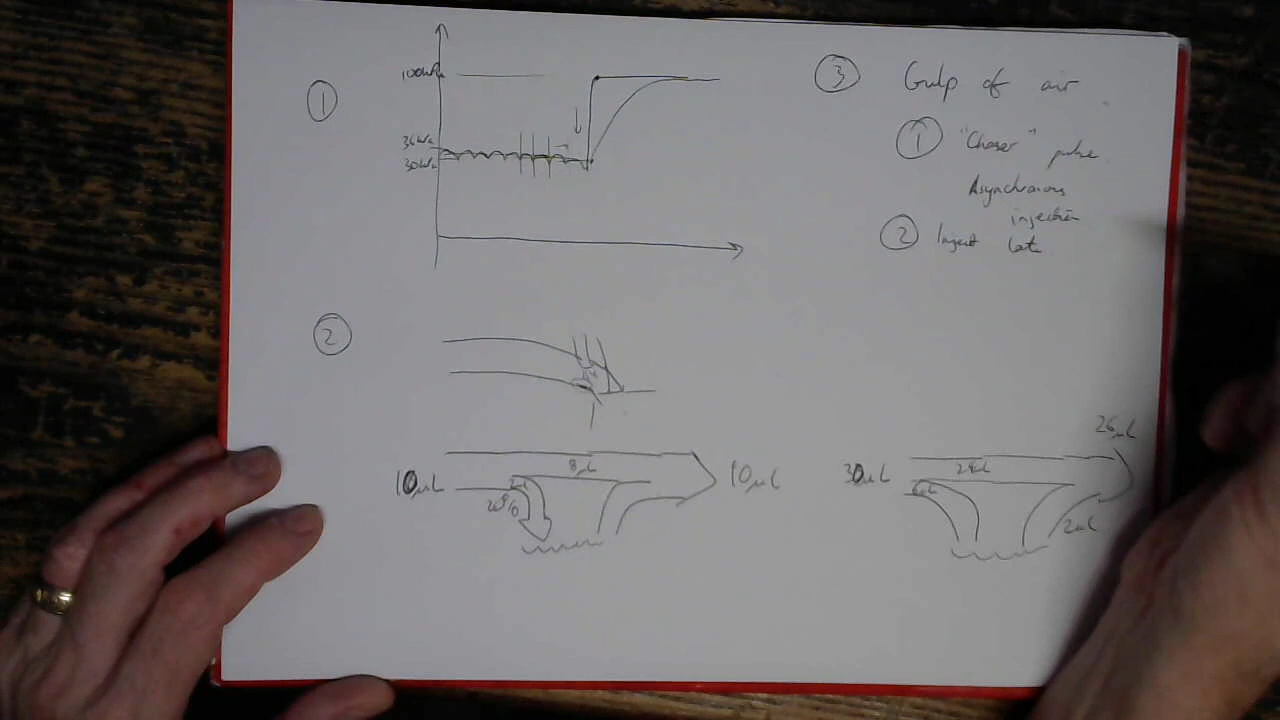 ①
100kPa
36kPa
30kPa
③ Gulp of air
① "Chaser" pulse
Asynchronous
injection
② Inject late
②
10μL
8μL
2μL
20%
10μL
30μL
24μL
6μL
26μL
2μL